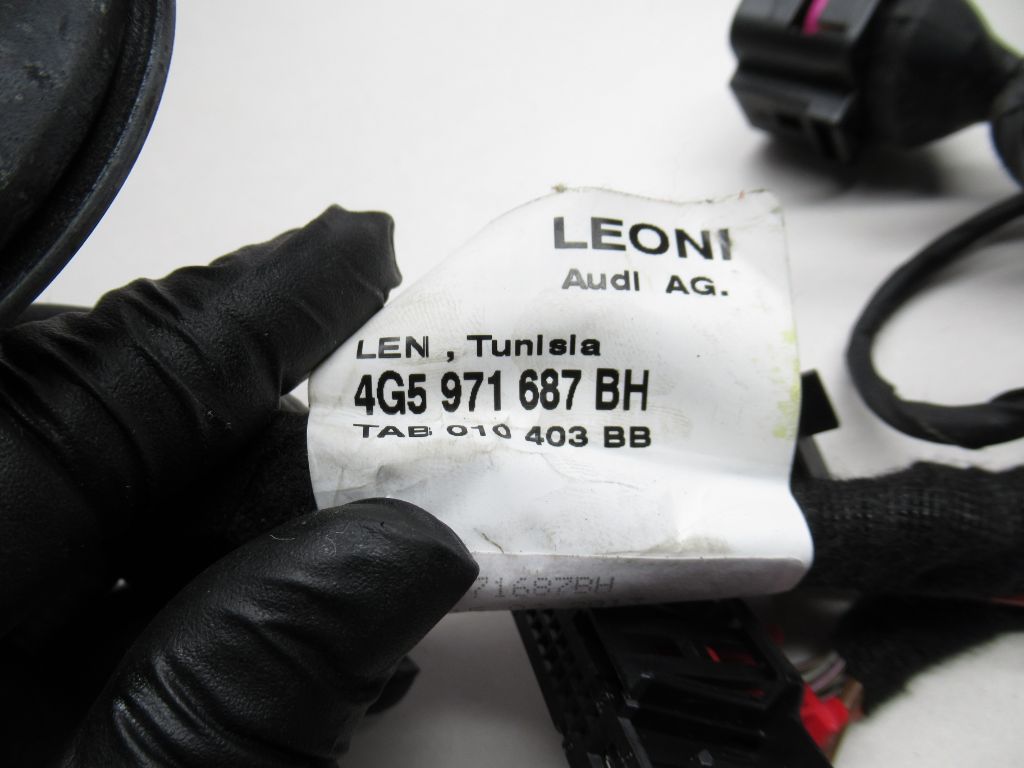 LEONI
Audi AG.
LEN , Tunisia
4G5 971 687 BH
TAB 010 403 BB
71687BH